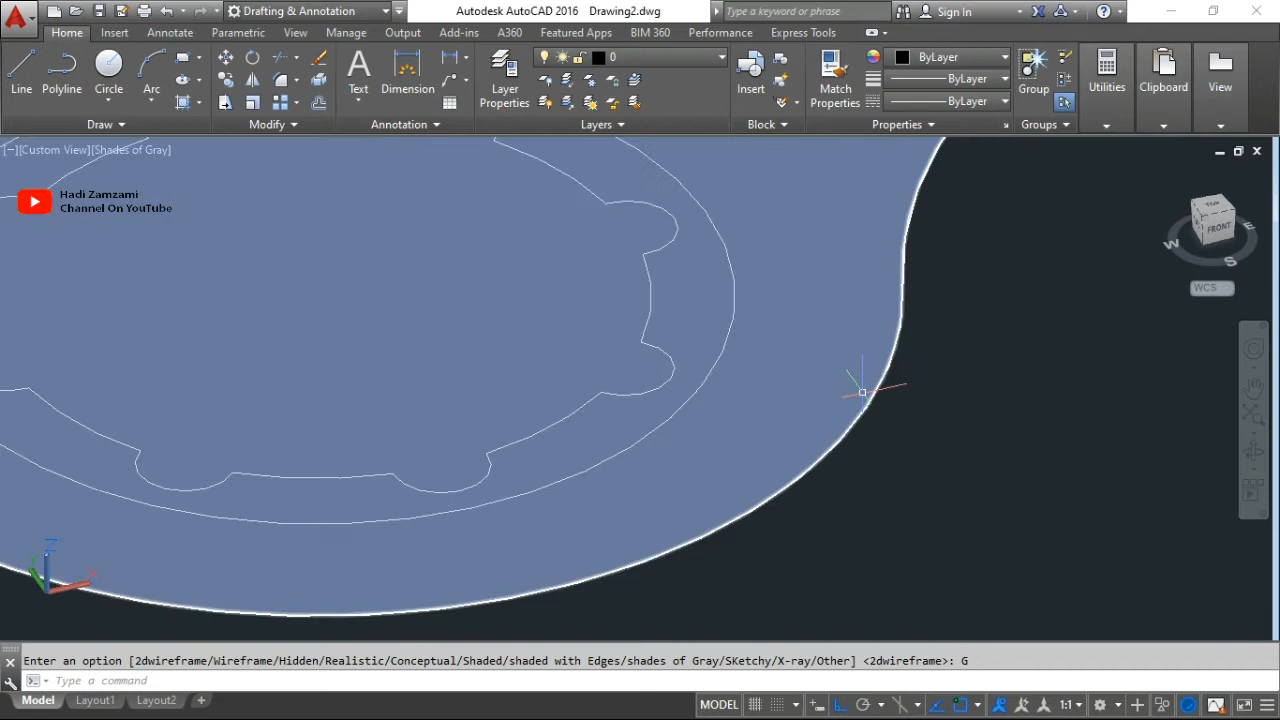 Drafting & Annotation
Autodesk AutoCAD 2016 Drawing2.dwg
Type a keyword or phrase
Sign In
Home Insert Annotate Parametric View Manage Output Add-ins A360 Featured Apps BIM 360 Performance Express Tools
Line
Polyline
Circle
Arc
Text
Dimension
Layer
Properties
0
Insert
Match
Properties
ByLayer
ByLayer
ByLayer
Group
Utilities
Clipboard
View
Draw
Modify
Annotation
Layers
Block
Properties
Groups
[−][Custom View][Shades of Gray]
Hadi Zamzami
Channel On YouTube
TOP
FRONT
W
E
S
WCS
Z
X
Enter an option [2dwireframe/Wireframe/Hidden/Realistic/Conceptual/Shaded/shaded with Edges/shades of Gray/SKetchy/X-ray/Other] <2dwireframe>: G
Type a command
Model Layout1 Layout2 +
MODEL
1:1